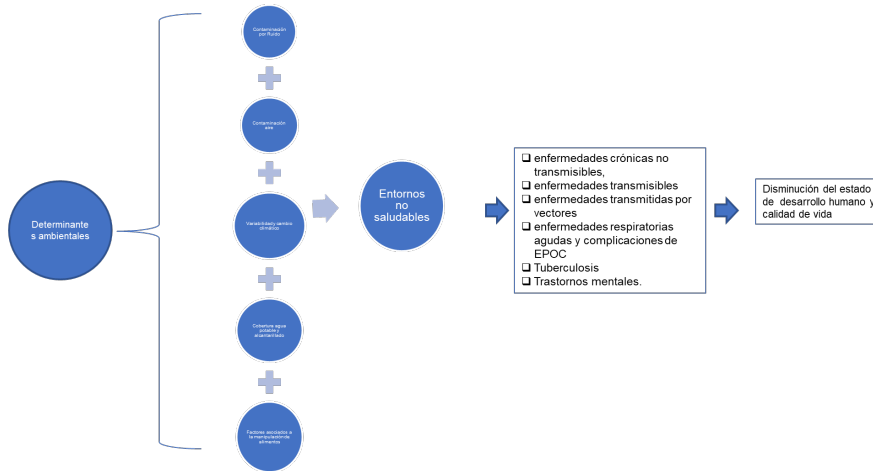 Contaminación
por Ruido
Contaminación
aire
Determinante
s ambientales
Variabilidad y cambio
climático
Cobertura agua
potable y
alcantarillado
Factores asociados a
la manipulación de
alimentos
Entornos
no
saludables
❑ enfermedades crónicas no
transmisibles,
❑ enfermedades transmisibles
❑ enfermedades transmitidas por
vectores
❑ enfermedades respiratorias
agudas y complicaciones de
EPOC
❑ Tuberculosis
❑ Trastornos mentales.
Disminución del estado
de desarrollo humano y
calidad de vida